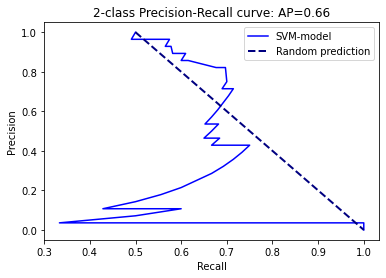 2-class Precision-Recall curve: AP=0.66
SVM-model
Random prediction
Precision
1.0
0.8
0.6
0.4
0.2
0.0
0.3
0.4
0.5
0.6
0.7
0.8
0.9
1.0
Recall